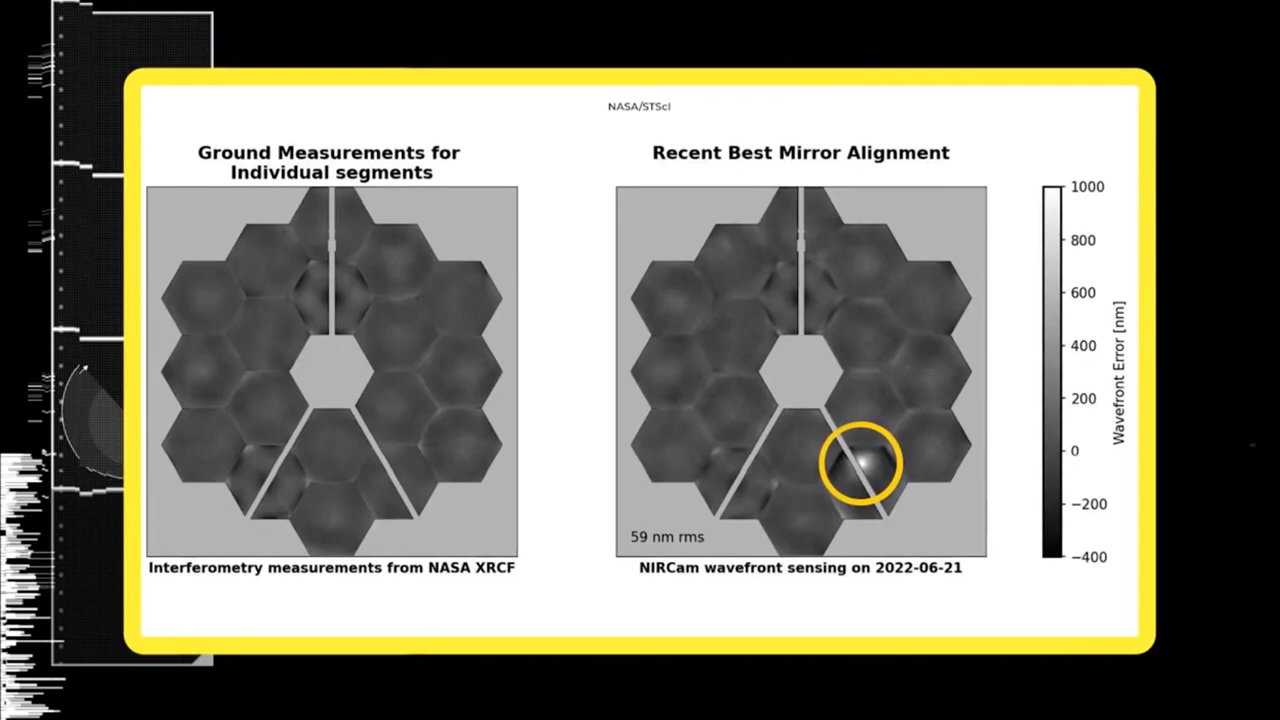 NASA/STScI
Ground Measurements for
Individual segments
Recent Best Mirror Alignment
1000
800
600
400
200
0
−200
−400
Wavefront Error [nm]
59 nm rms
Interferometry measurements from NASA XRCF
NIRCam wavefront sensing on 2022-06-21